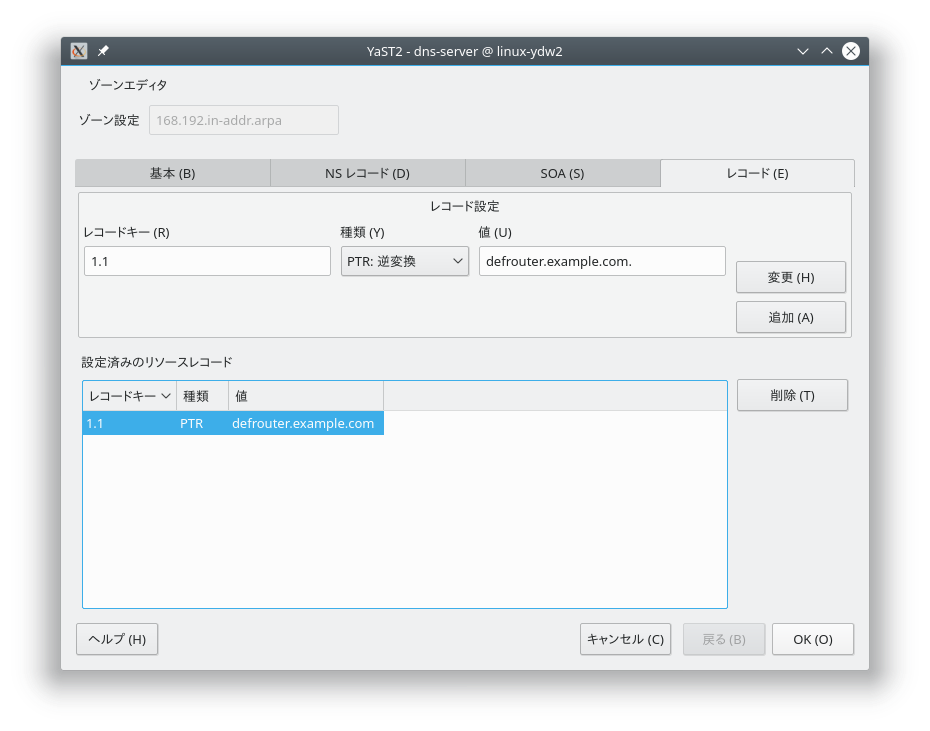 YaST2 - dns-server @ linux-ydw2
ゾーンエディタ
ゾーン設定 168.192.in-addr.arpa
基本 (B) NS レコード (D) SOA (S) レコード (E)
レコード設定
レコードキー (R) 種類 (Y) 値 (U)
1.1 PTR: 逆変換 defrouter.example.com.
変更 (H)
追加 (A)
設定済みのリソースレコード
レコードキー 種類 値 削除 (T)
1.1 PTR defrouter.example.com
ヘルプ (H) キャンセル (C) 戻る (B) OK (O)